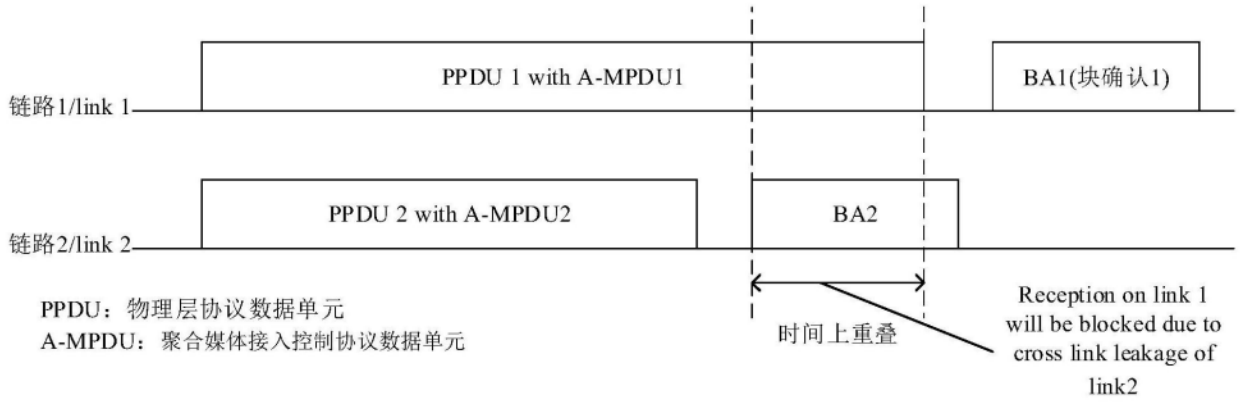 PPDU 1 with A-MPDU1
BA1(块确认1)
链路1/link 1
PPDU 2 with A-MPDU2
BA2
链路2/link 2
PPDU：物理层协议数据单元
A-MPDU：聚合媒体接入控制协议数据单元
时间上重叠
Reception on link 1
will be blocked due to
cross link leakage of
link2